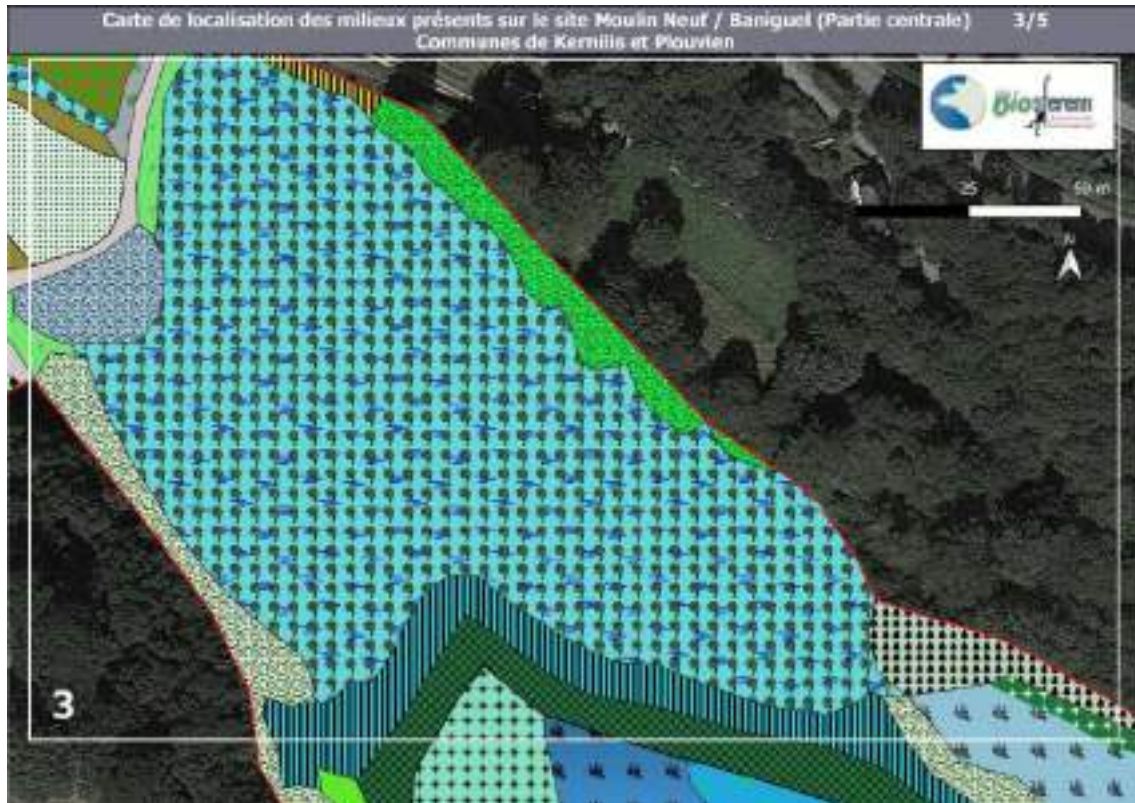 Carte de localisation des milieux présents sur le site Moulin Neuf / Baniguel (Partie centrale) 3/5
Communes de Kernilis et Plouvien
Biosferem
25 50 m
N
3